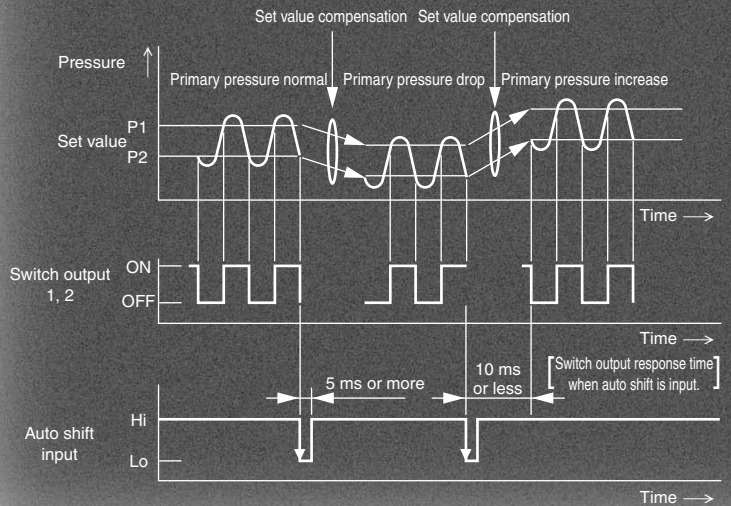 Set value compensation Set value compensation
Pressure
Primary pressure normal Primary pressure drop Primary pressure increase
P1
Set value
P2
Time
Switch output
1, 2
ON
OFF
Time
5 ms or more
10 ms
or less
[Switch output response time
when auto shift is input.]
Auto shift
input
Hi
Lo
Time